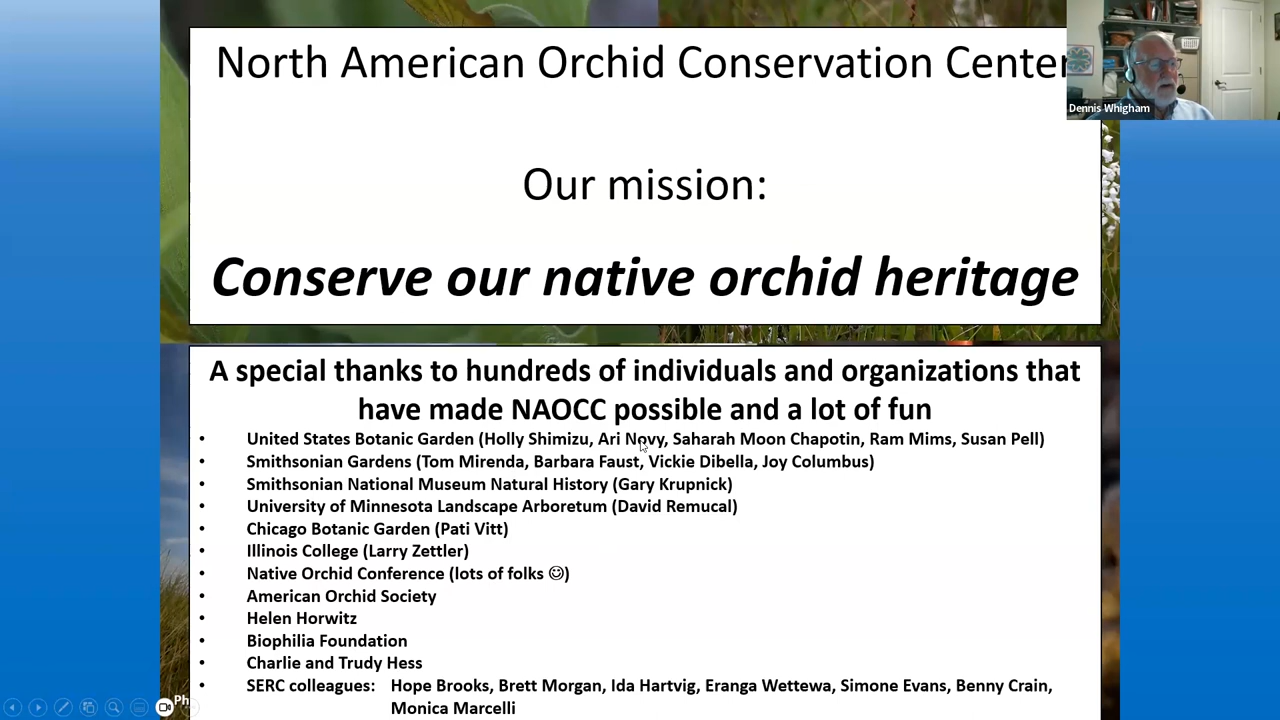 North American Orchid Conservation Center
Dennis Whigham
Our mission:
Conserve our native orchid heritage
A special thanks to hundreds of individuals and organizations that
have made NAOCC possible and a lot of fun
• United States Botanic Garden (Holly Shimizu, Ari Novy, Saharah Moon Chapotin, Ram Mims, Susan Pell)
• Smithsonian Gardens (Tom Mirenda, Barbara Faust, Vickie Dibella, Joy Columbus)
• Smithsonian National Museum Natural History (Gary Krupnick)
• University of Minnesota Landscape Arboretum (David Remucal)
• Chicago Botanic Garden (Pati Vitt)
• Illinois College (Larry Zettler)
• Native Orchid Conference (lots of folks ☺)
• American Orchid Society
• Helen Horwitz
• Biophilia Foundation
• Charlie and Trudy Hess
• SERC colleagues: Hope Brooks, Brett Morgan, Ida Hartvig, Eranga Wettewa, Simone Evans, Benny Crain,
Monica Marcelli
Ph